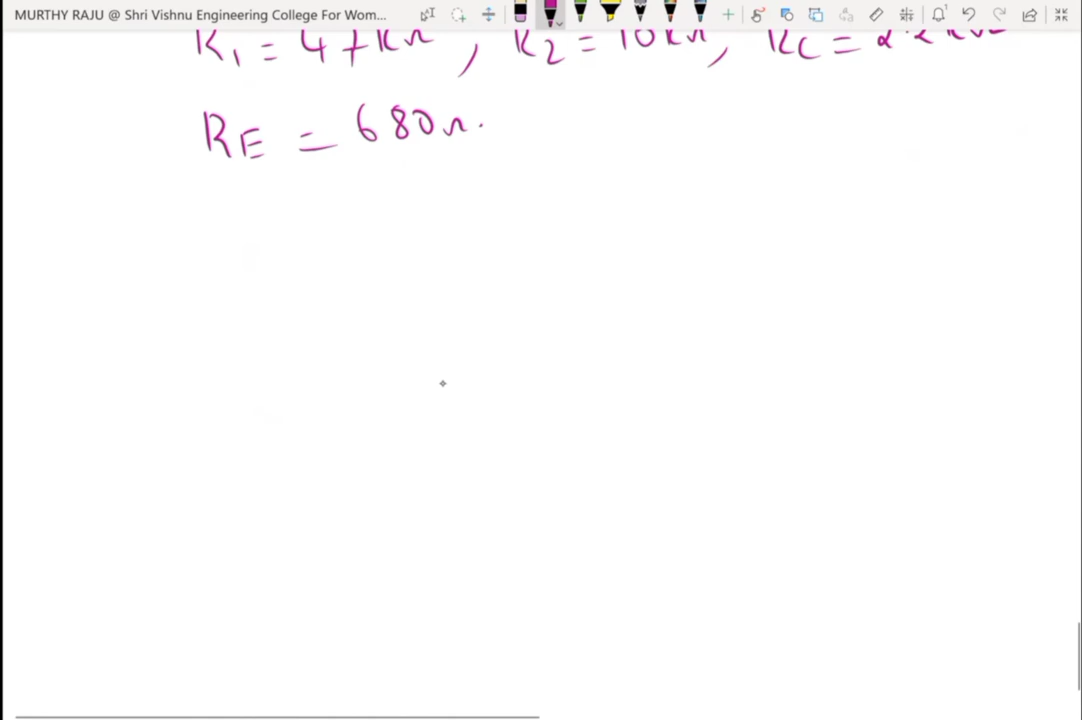 MURTHY RAJU @ Shri Vishnu Engineering College For Wom...
R1 = 47KΩ, R2 = 10KΩ, RC = 2.2KΩ
RE = 680Ω.